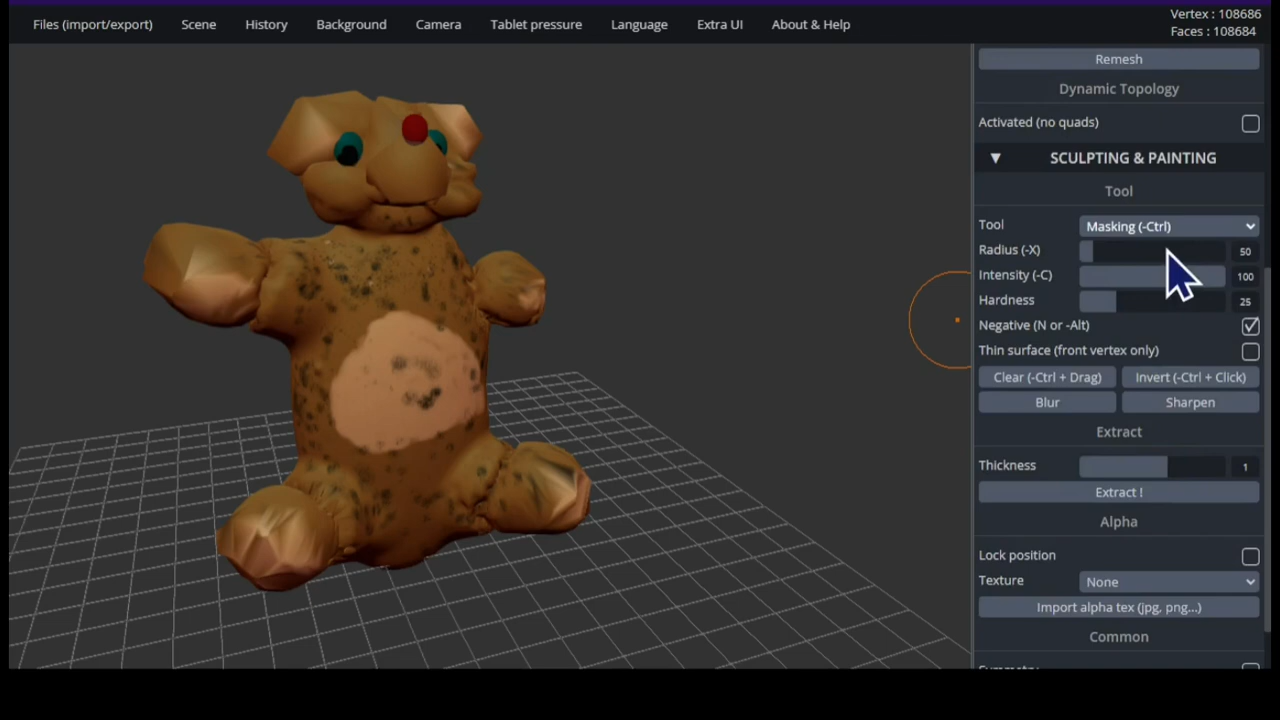 Files (import/export) Scene History Background Camera Tablet pressure Language Extra UI About & Help
Vertex : 108686
Faces : 108684
Remesh
Dynamic Topology
Activated (no quads)
▼ SCULPTING & PAINTING
Tool
Tool Masking (-Ctrl)
Radius (-X) 50
Intensity (-C) 100
Hardness 25
Negative (N or -Alt)
Thin surface (front vertex only)
Clear (-Ctrl + Drag) Invert (-Ctrl + Click)
Blur Sharpen
Extract
Thickness 1
Extract !
Alpha
Lock position
Texture None
Import alpha tex (jpg, png...)
Common